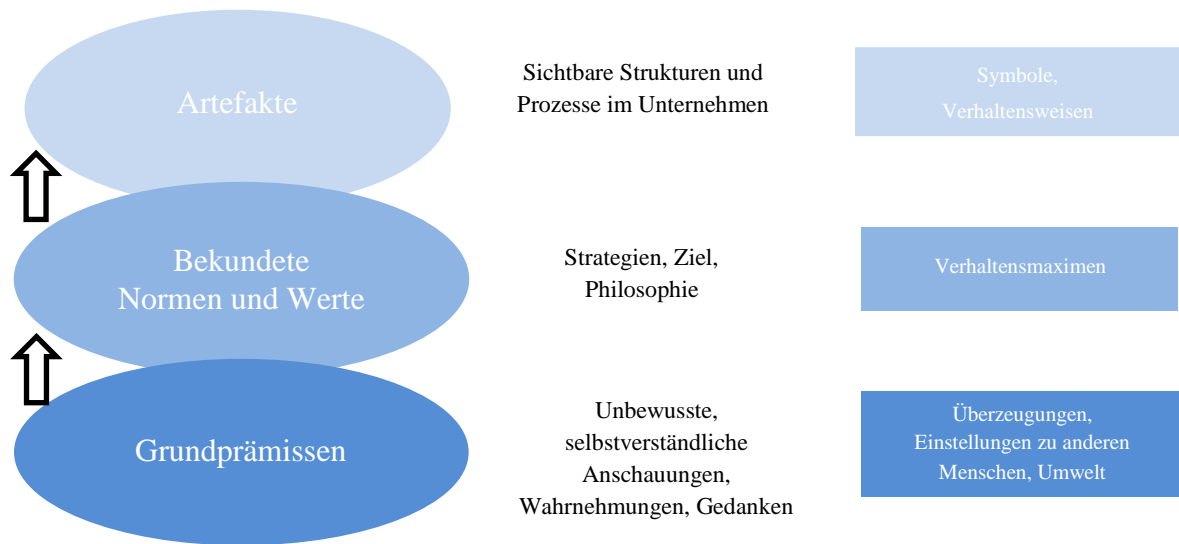 Artefakte
Sichtbare Strukturen und
Prozesse im Unternehmen
Symbole,
Verhaltensweisen
Bekundete
Normen und Werte
Strategien, Ziel,
Philosophie
Verhaltensmaximen
Grundprämissen
Unbewusste,
selbstverständliche
Anschauungen,
Wahrnehmungen, Gedanken
Überzeugungen,
Einstellungen zu anderen
Menschen, Umwelt